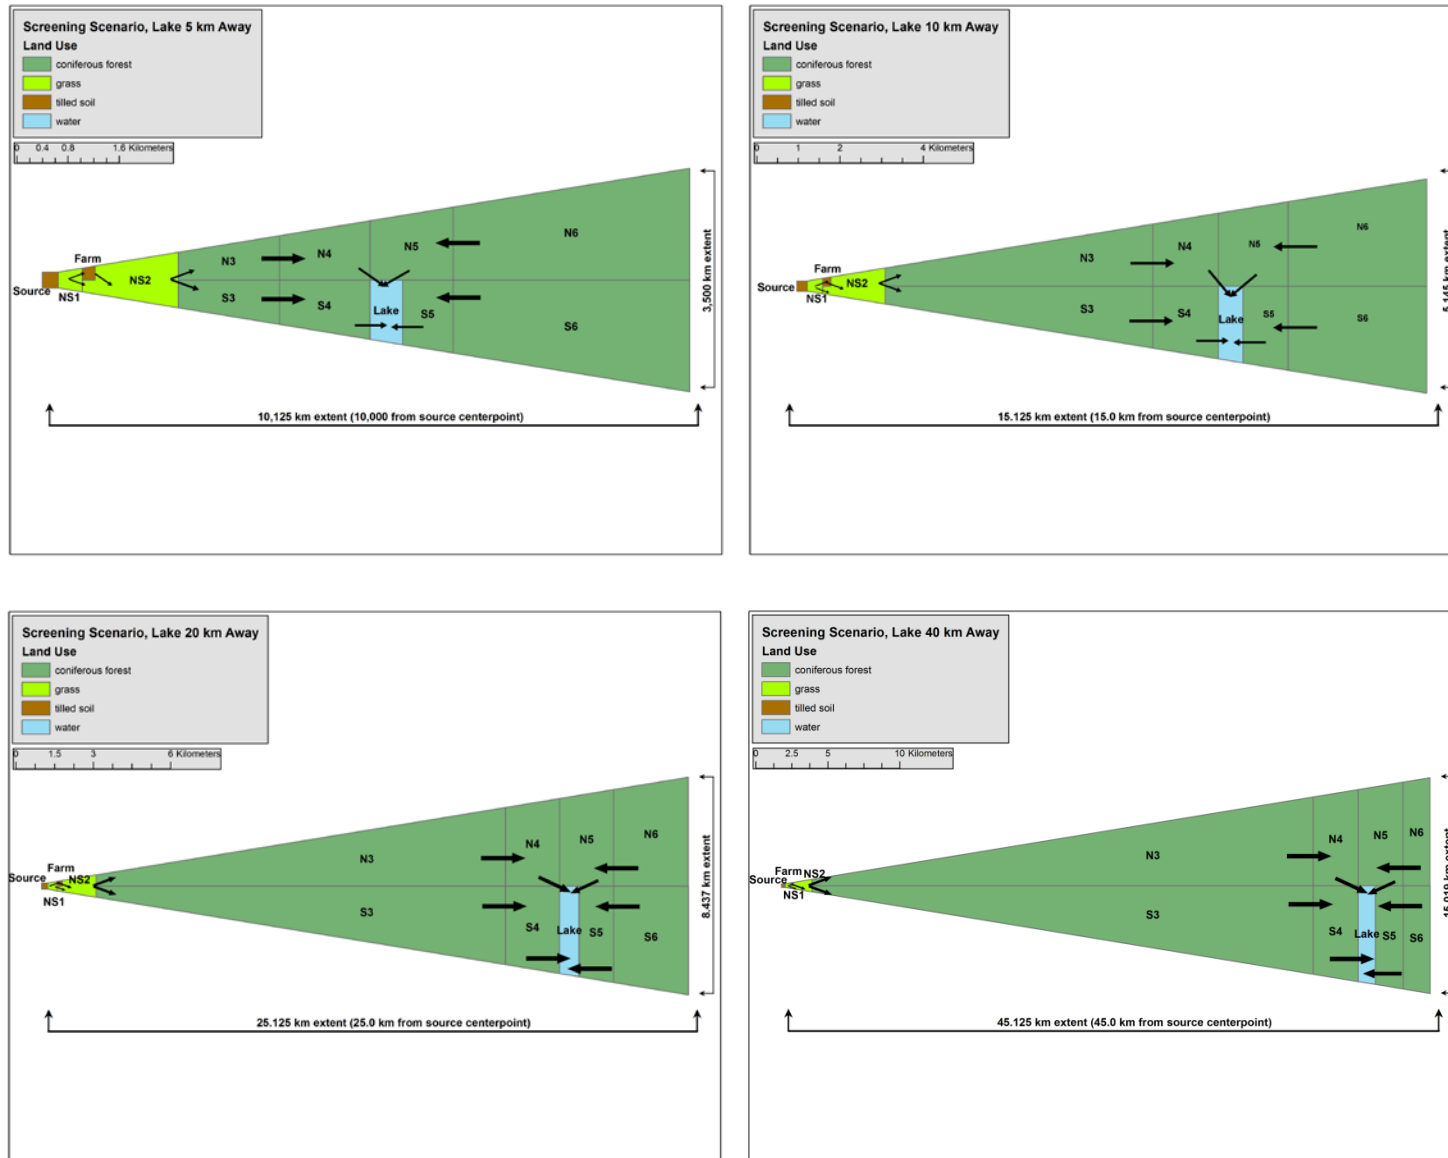 Screening Scenario, Lake 5 km Away
Land Use
coniferous forest
grass
tilled soil
water
0 0.4 0.8 1.6 Kilometers
Source
NS1
Farm
NS2
N3
S3
N4
S4
Lake
N5
S5
N6
S6
3,500 km extent
10,125 km extent (10,000 from source centerpoint)
Screening Scenario, Lake 10 km Away
Land Use
coniferous forest
grass
tilled soil
water
0 1 2 4 Kilometers
Source
NS1
Farm
NS2
N3
S3
N4
S4
Lake
N5
S5
N6
S6
5.145 km extent
15.125 km extent (15.0 km from source centerpoint)
Screening Scenario, Lake 20 km Away
Land Use
coniferous forest
grass
tilled soil
water
0 1.5 3 6 Kilometers
Source
NS1
Farm
NS2
N3
S3
N4
S4
Lake
N5
S5
N6
S6
8.437 km extent
25.125 km extent (25.0 km from source centerpoint)
Screening Scenario, Lake 40 km Away
Land Use
coniferous forest
grass
tilled soil
water
0 2.5 5 10 Kilometers
Source
NS1
Farm
NS2
N3
S3
N4
S4
Lake
N5
S5
N6
S6
15.019 km extent
45.125 km extent (45.0 km from source centerpoint)